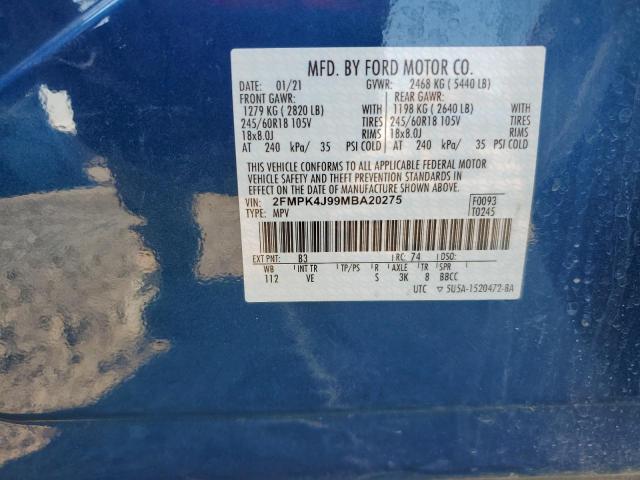 MFD. BY FORD MOTOR CO.
DATE: 01/21 GVWR: 2468 KG ( 5440 LB)
FRONT GAWR: REAR GAWR:
1279 KG ( 2820 LB) WITH 1198 KG ( 2640 LB) WITH
245/60R18 105V TIRES 245/60R18 105V TIRES
18x8.0J RIMS 18x8.0J RIMS
AT 240 kPa/ 35 PSI COLD AT 240 kPa/ 35 PSI COLD
THIS VEHICLE CONFORMS TO ALL APPLICABLE FEDERAL MOTOR
VEHICLE SAFETY AND THEFT PREVENTION STANDARDS IN
EFFECT ON THE DATE OF MANUFACTURE SHOWN ABOVE.
VIN: 2FMPK4J99MBA20275 F0093
TYPE: MPV T0245
EXT PNT: B3 RC: 74 DSO:
WB INT TR TP/PS R AXLE TR SPR
112 VE S 3K 8 BBCC
UTC ▽ 5U5A-1520472-BA